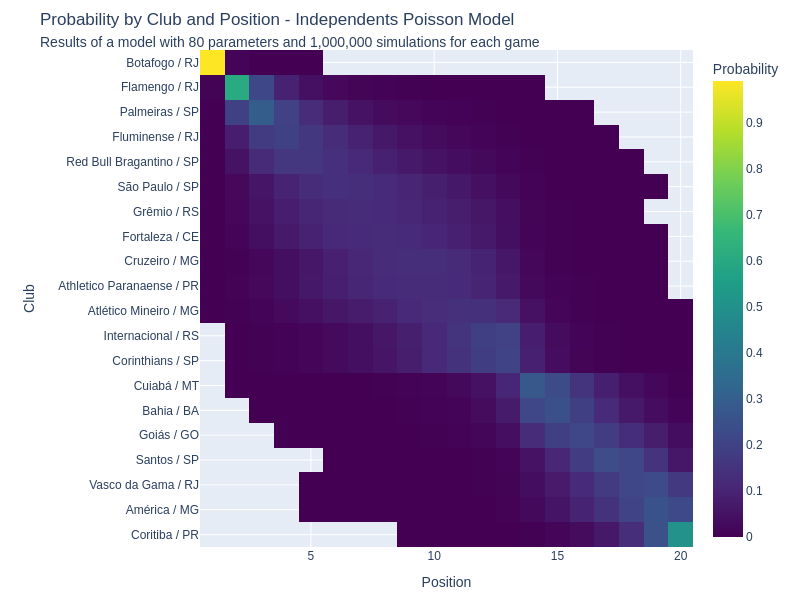 Probability by Club and Position - Independents Poisson Model
Results of a model with 80 parameters and 1,000,000 simulations for each game
Probability
Botafogo / RJ
Flamengo / RJ
Palmeiras / SP
Fluminense / RJ
Red Bull Bragantino / SP
São Paulo / SP
Grêmio / RS
Fortaleza / CE
Cruzeiro / MG
Athletico Paranaense / PR
Atlético Mineiro / MG
Internacional / RS
Corinthians / SP
Cuiabá / MT
Bahia / BA
Goiás / GO
Santos / SP
Vasco da Gama / RJ
América / MG
Coritiba / PR
Club
5
10
15
20
Position
0.9
0.8
0.7
0.6
0.5
0.4
0.3
0.2
0.1
0